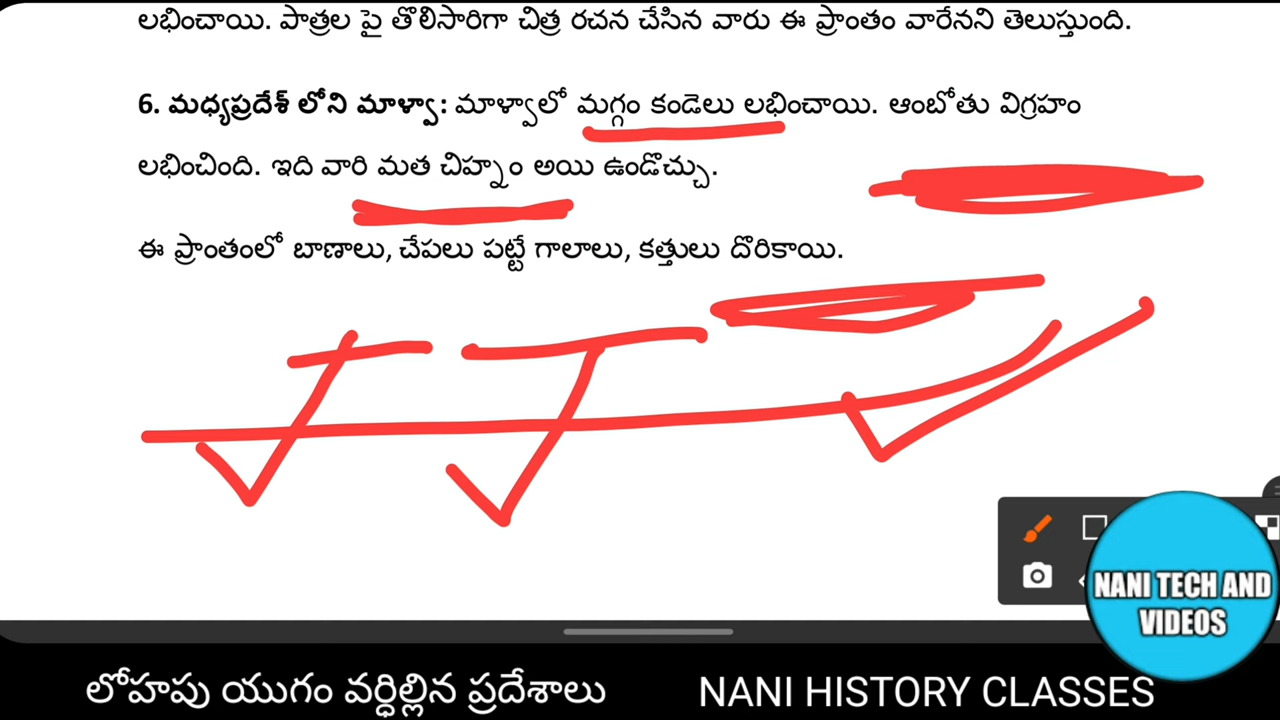 లభించాయి. పాత్రల పై తొలిసారిగా చిత్ర రచన చేసిన వారు ఈ ప్రాంతం వారేనని తెలుస్తుంది.
6. మధ్యప్రదేశ్ లోని మాళ్వా: మాళ్వాలో మగ్గం కండెలు లభించాయి. ఆంబోతు విగ్రహం
లభించింది. ఇది వారి మత చిహ్నం అయి ఉండొచ్చు.
ఈ ప్రాంతంలో బాణాలు, చేపలు పట్టే గాలాలు, కత్తులు దొరికాయి.
NANI TECH AND
VIDEOS
లోహపు యుగం వర్ధిల్లిన ప్రదేశాలు NANI HISTORY CLASSES